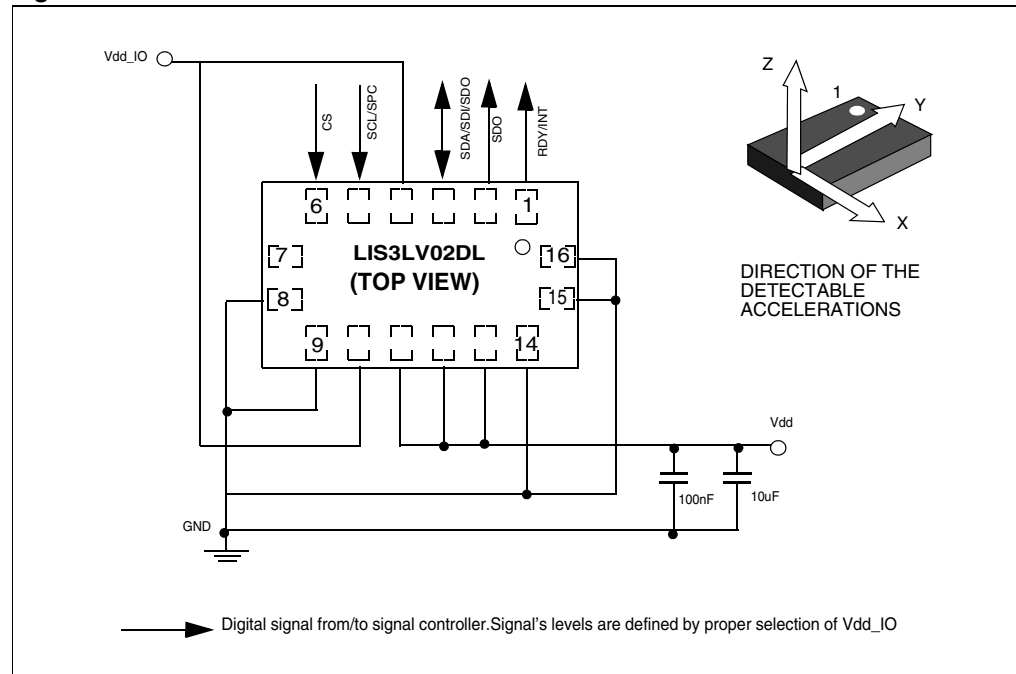 Vdd_IO
CS
SCL/SPC
SDA/SDI/SDO
SDO
RDY/INT
Z
1
Y
X
6
1
7
LIS3LV02DL
16
(TOP VIEW)
8
15
9
14
DIRECTION OF THE
DETECTABLE
ACCELERATIONS
Vdd
100nF
10uF
GND
Digital signal from/to signal controller.Signal's levels are defined by proper selection of Vdd_IO